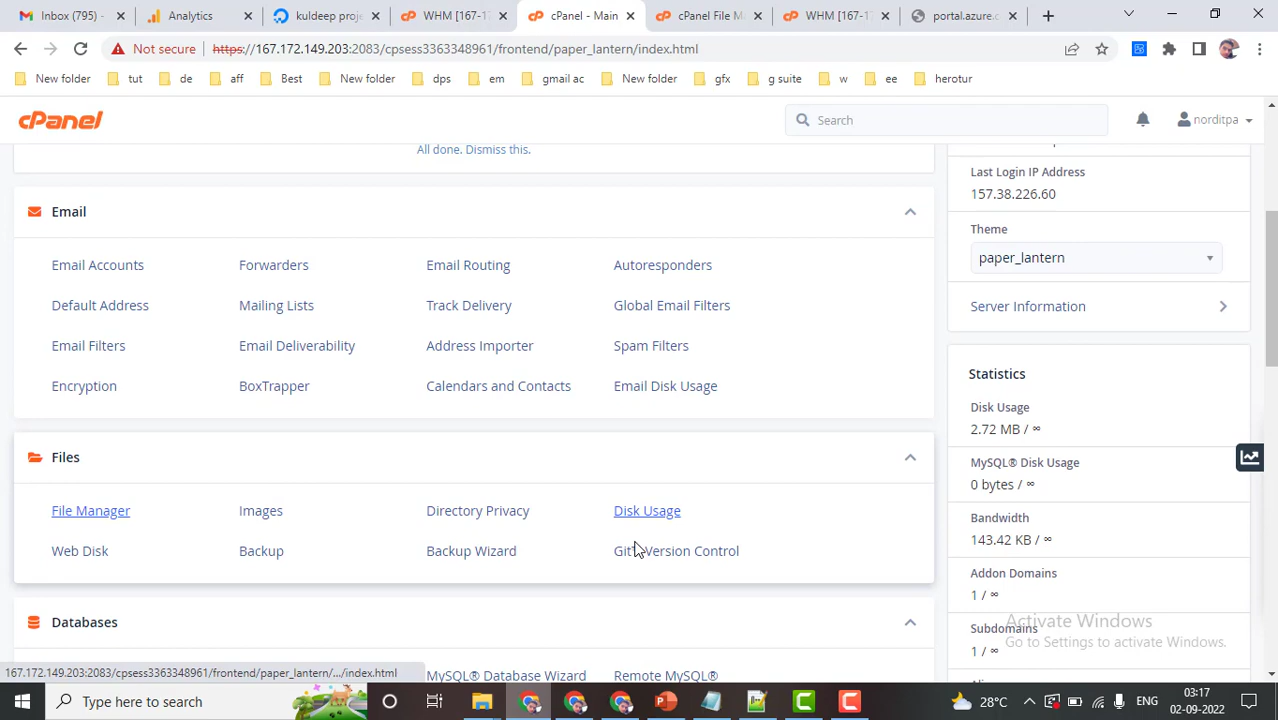 Inbox (795) -
Analytics
kuldeep proj
WHM [167-17
cPanel - Main
cPanel File M
WHM [167-17
portal.azure.c
Not secure
https://167.172.149.203:2083/cpsess3363348961/frontend/paper_lantern/index.html
New folder
tut
de
aff
Best
New folder
dps
em
gmail ac
New folder
gfx
g suite
w
ee
herotur
cPanel
Search
norditpa
All done. Dismiss this.
Last Login IP Address
157.38.226.60
Theme
paper_lantern
Server Information
Email
Email Accounts
Forwarders
Email Routing
Autoresponders
Default Address
Mailing Lists
Track Delivery
Global Email Filters
Email Filters
Email Deliverability
Address Importer
Spam Filters
Encryption
BoxTrapper
Calendars and Contacts
Email Disk Usage
Statistics
Disk Usage
2.72 MB / ∞
MySQL® Disk Usage
0 bytes / ∞
Bandwidth
143.42 KB / ∞
Addon Domains
1 / ∞
Subdomains
1 / ∞
Files
File Manager
Images
Directory Privacy
Disk Usage
Web Disk
Backup
Backup Wizard
Git™ Version Control
Databases
MySQL® Database Wizard
Remote MySQL®
Activate Windows
Go to Settings to activate Windows.
167.172.149.203:2083/cpsess3363348961/frontend/paper_lantern/.../index.html
Type here to search
28°C
ENG
03:17
02-09-2022